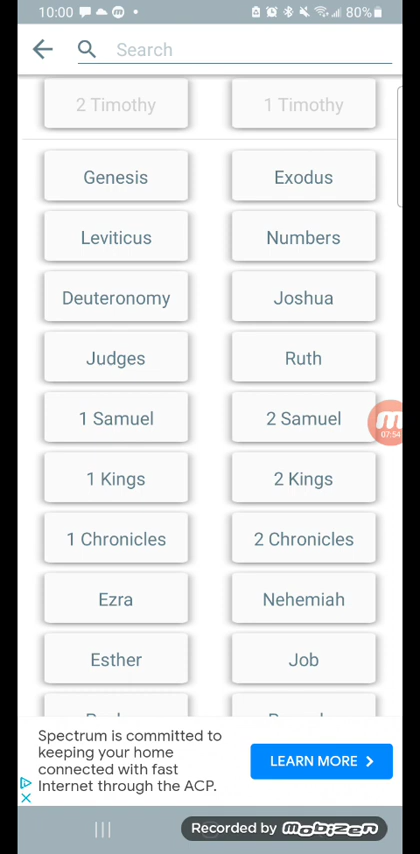 10:00 80%
Search
2 Timothy 1 Timothy
Genesis Exodus
Leviticus Numbers
Deuteronomy Joshua
Judges Ruth
1 Samuel 2 Samuel
07:54
1 Kings 2 Kings
1 Chronicles 2 Chronicles
Ezra Nehemiah
Esther Job
Spectrum is committed to
keeping your home
connected with fast
Internet through the ACP.
LEARN MORE
Recorded by mobizen